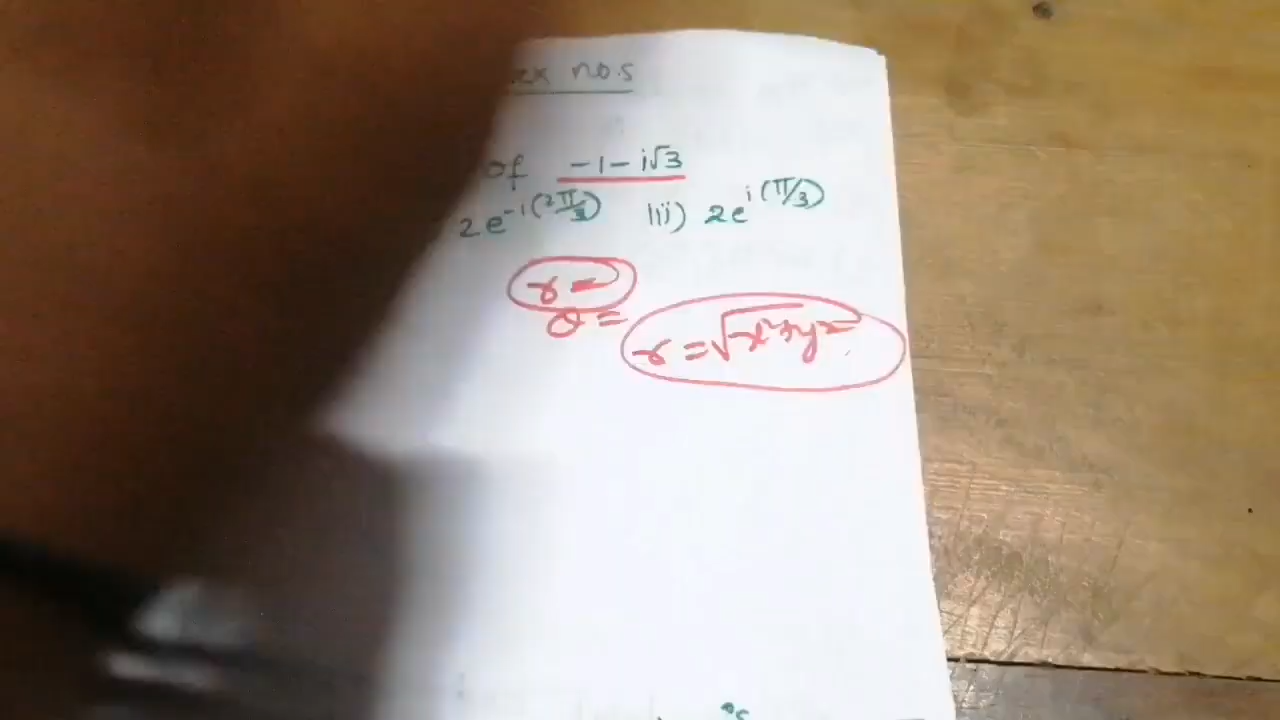 nos
of -1-i√3
2e^-i(2π/3) iii) 2e^i(π/3)
r =
θ =
r = √x²+y²